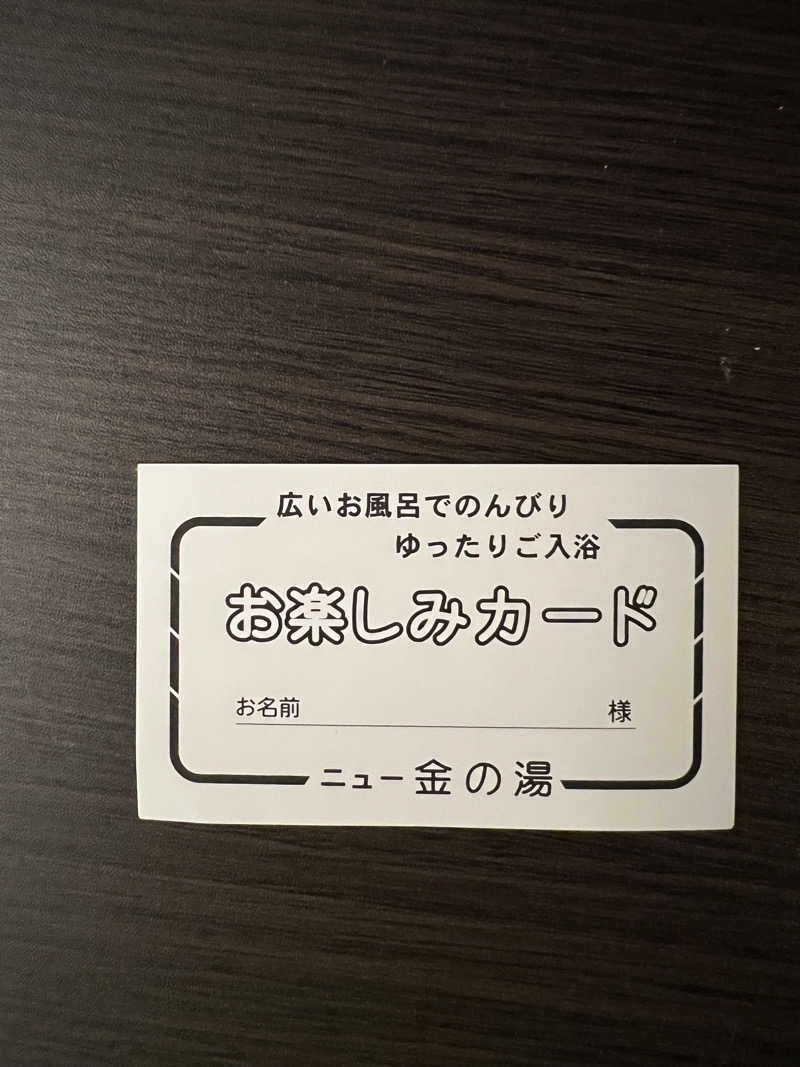 広いお風呂でのんびり
ゆったりご入浴
お楽しみカード
お名前 様
ニュー金の湯